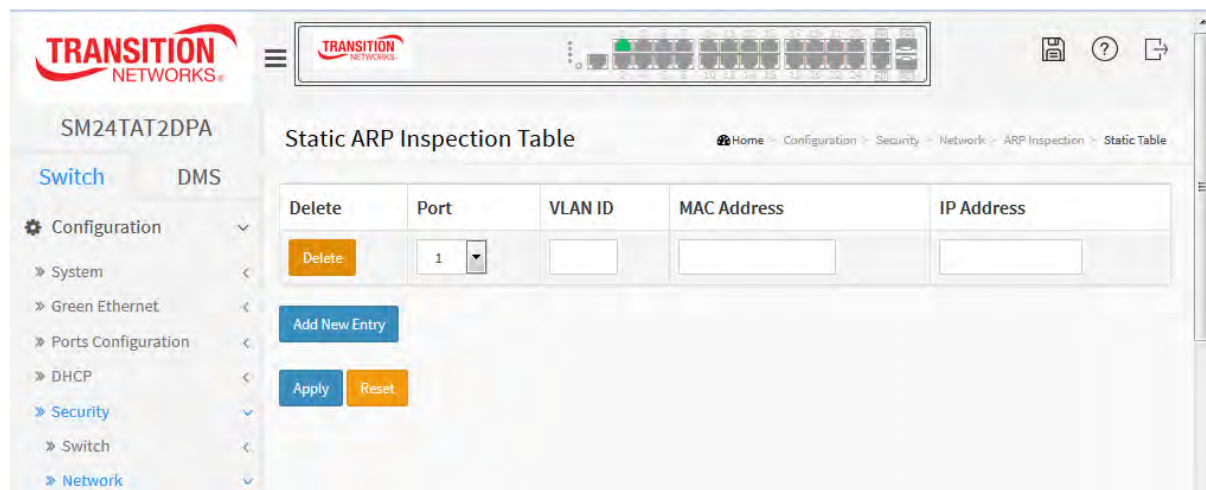 TRANSITION
NETWORKS®
TRANSITION
NETWORKS
SM24TAT2DPA
Switch DMS
Configuration
» System
» Green Ethernet
» Ports Configuration
» DHCP
» Security
» Switch
» Network
Static ARP Inspection Table
Home > Configuration > Security > Network > ARP Inspection > Static Table
Delete Port VLAN ID MAC Address IP Address
Delete 1
Add New Entry
Apply Reset